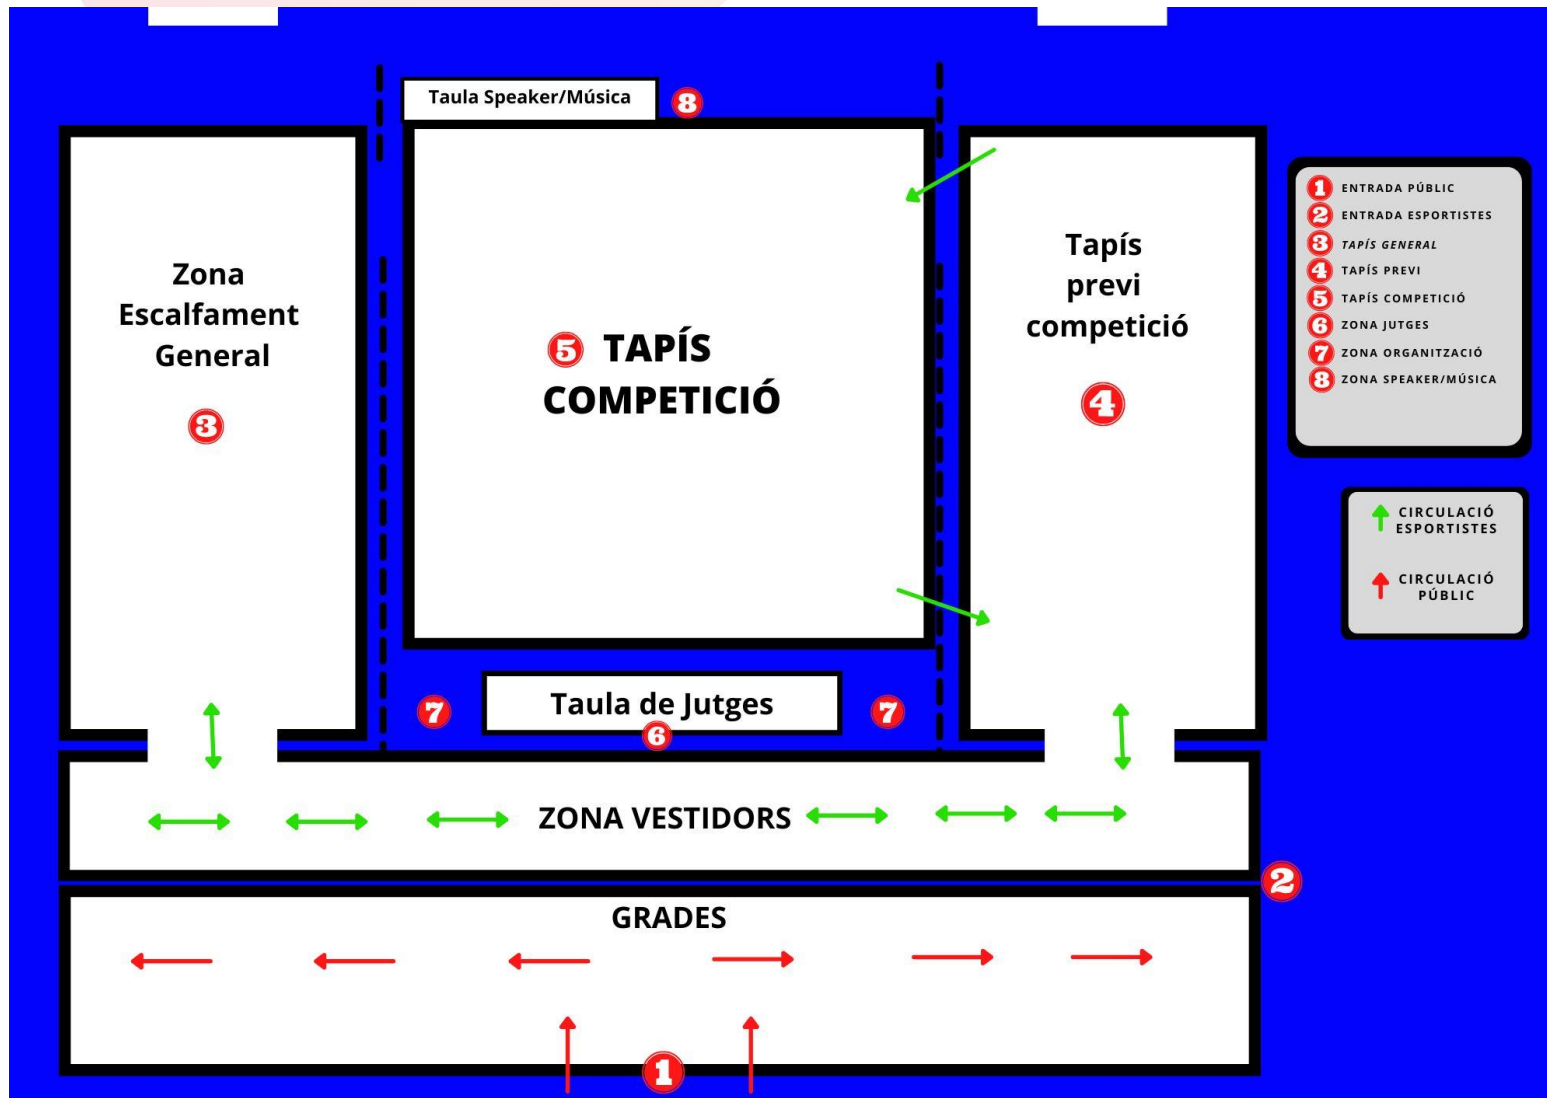 Taula Speaker/Música
8
Zona
Escalfament
General
3
5 TAPÍS
COMPETICIÓ
Tapís
previ
competició
4
1 ENTRADA PÚBLIC
2 ENTRADA ESPORTISTES
3 TAPÍS GENERAL
4 TAPÍS PREVI
5 TAPÍS COMPETICIÓ
6 ZONA JUTGES
7 ZONA ORGANITZACIÓ
8 ZONA SPEAKER/MÚSICA
CIRCULACIÓ
ESPORTISTES
CIRCULACIÓ
PÚBLIC
7
Taula de Jutges
7
6
ZONA VESTIDORS
2
GRADES
1